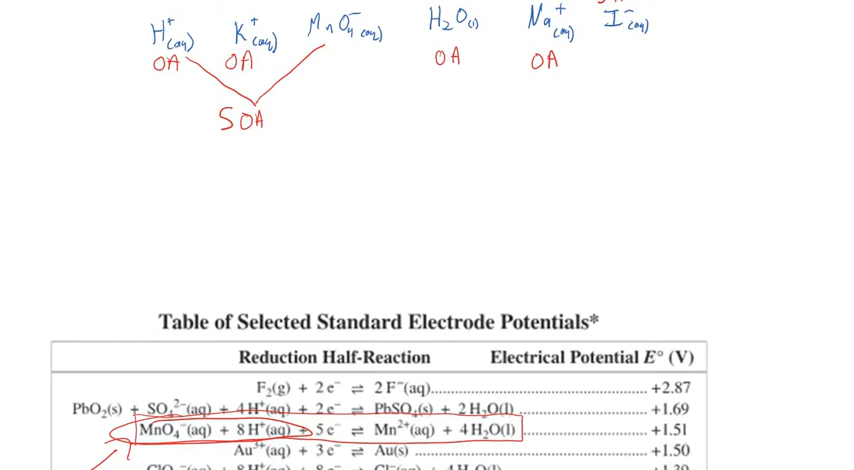 H⁺(aq) K⁺(aq) MnO₄⁻(aq) H₂O(l) Na⁺(aq) I⁻(aq)
OA OA OA OA
SOA
Table of Selected Standard Electrode Potentials*
Reduction Half-Reaction Electrical Potential E° (V)
F₂(g) + 2 e⁻ ⇌ 2 F⁻(aq)................ +2.87
PbO₂(s) + SO₄²⁻(aq) + 4 H⁺(aq) + 2 e⁻ ⇌ PbSO₄(s) + 2 H₂O(l) ................ +1.69
MnO₄⁻(aq) + 8 H⁺(aq) + 5 e⁻ ⇌ Mn²⁺(aq) + 4 H₂O(l) ................ +1.51
Au³⁺(aq) + 3 e⁻ ⇌ Au(s) ................ +1.50